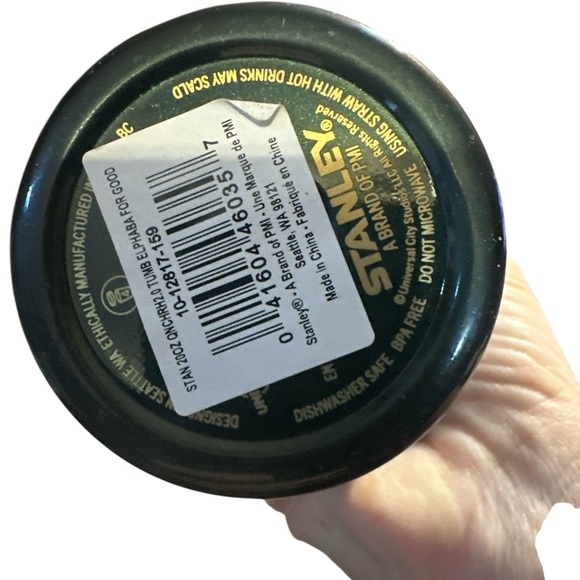 STAN 20OZ QNCHRH2.0 TUMB ELPHABA FOR GOOD
10-12817-159
0 41604 46035 7
Stanley® • A Brand of PMI • Une Marque de PMI
Seattle, WA 98121
Made in China • Fabriqué en Chine
STANLEY®
A BRAND OF PMI
©Universal City Studios LLC All Rights Reserved
USING STRAW WITH HOT DRINKS MAY SCALD
DISHWASHER SAFE BPA FREE DO NOT MICROWAVE
SEATTLE WA ETHICALLY MANUFACTURED IN